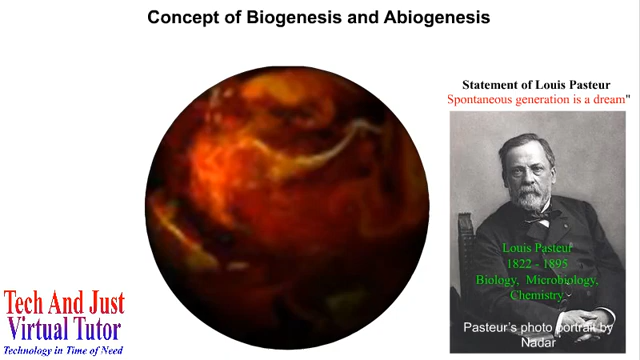 Concept of Biogenesis and Abiogenesis
Statement of Louis Pasteur
Spontaneous generation is a dream"
Louis Pasteur
1822 - 1895
Biology, Microbiology,
Chemistry
Pasteur's photo portrait by
Nadar
Tech And Just
Virtual Tutor
Technology in Time of Need